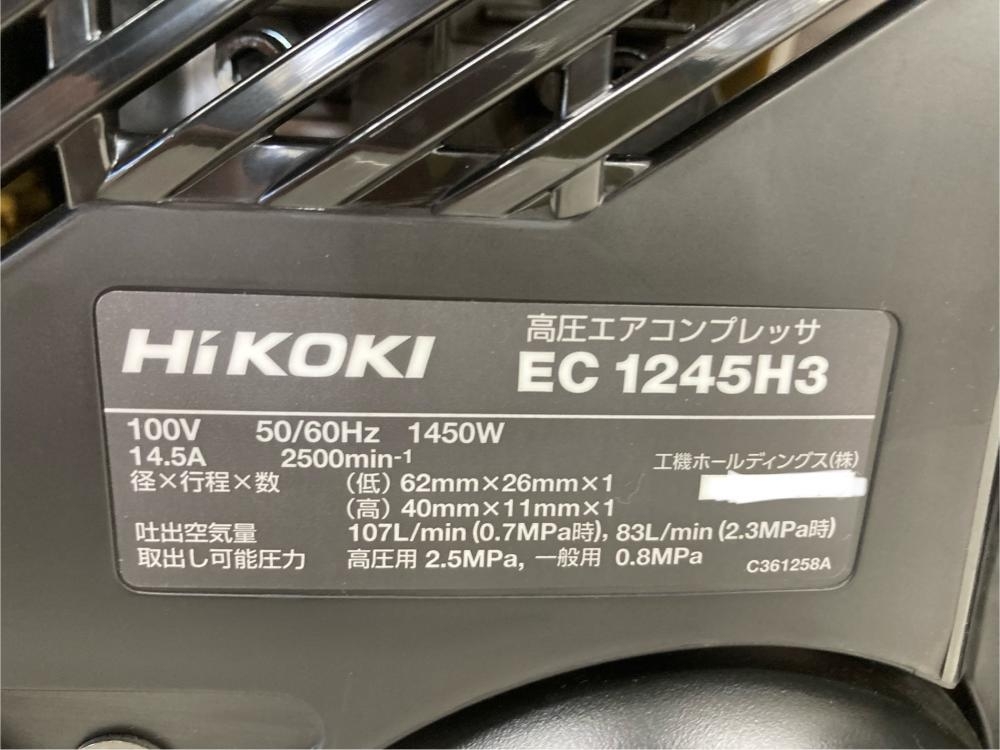 HiKOKI
高圧エアコンプレッサ
EC 1245H3
100V 50/60Hz 1450W
14.5A 2500min-1
工機ホールディングス(株)
径×行程×数 (低) 62mm×26mm×1
(高) 40mm×11mm×1
吐出空気量 107L/min (0.7MPa時), 83L/min (2.3MPa時)
取出し可能圧力 高圧用 2.5MPa, 一般用 0.8MPa
C361258A